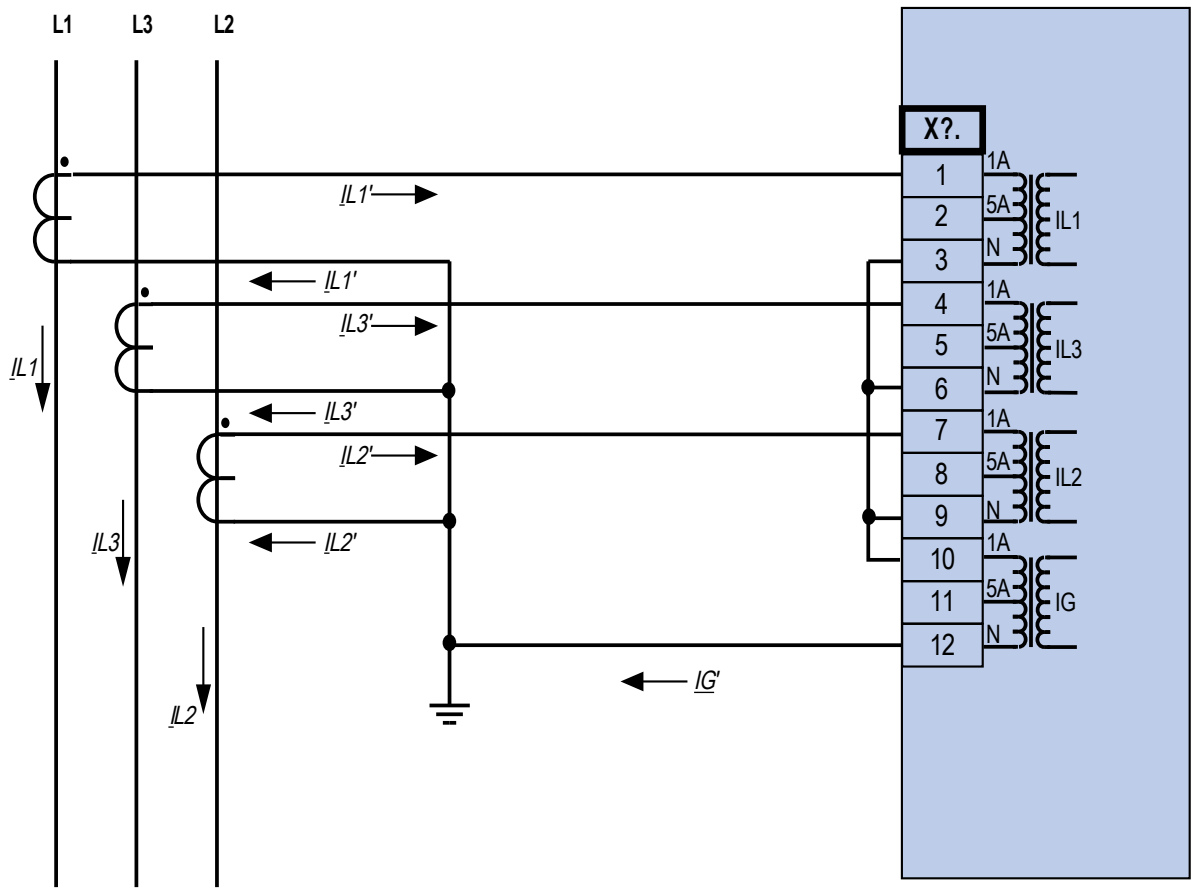 L1 L3 L2
X?.
1 1A
IL1'
2 5A IL1
3 N
IL1'
4 1A
IL3'
5 5A IL3
IL1
6 N
IL3'
7 1A
IL2'
8 5A IL2
9 N
IL3 IL2'
10 1A
11 5A IG
12 N
IG'
IL2